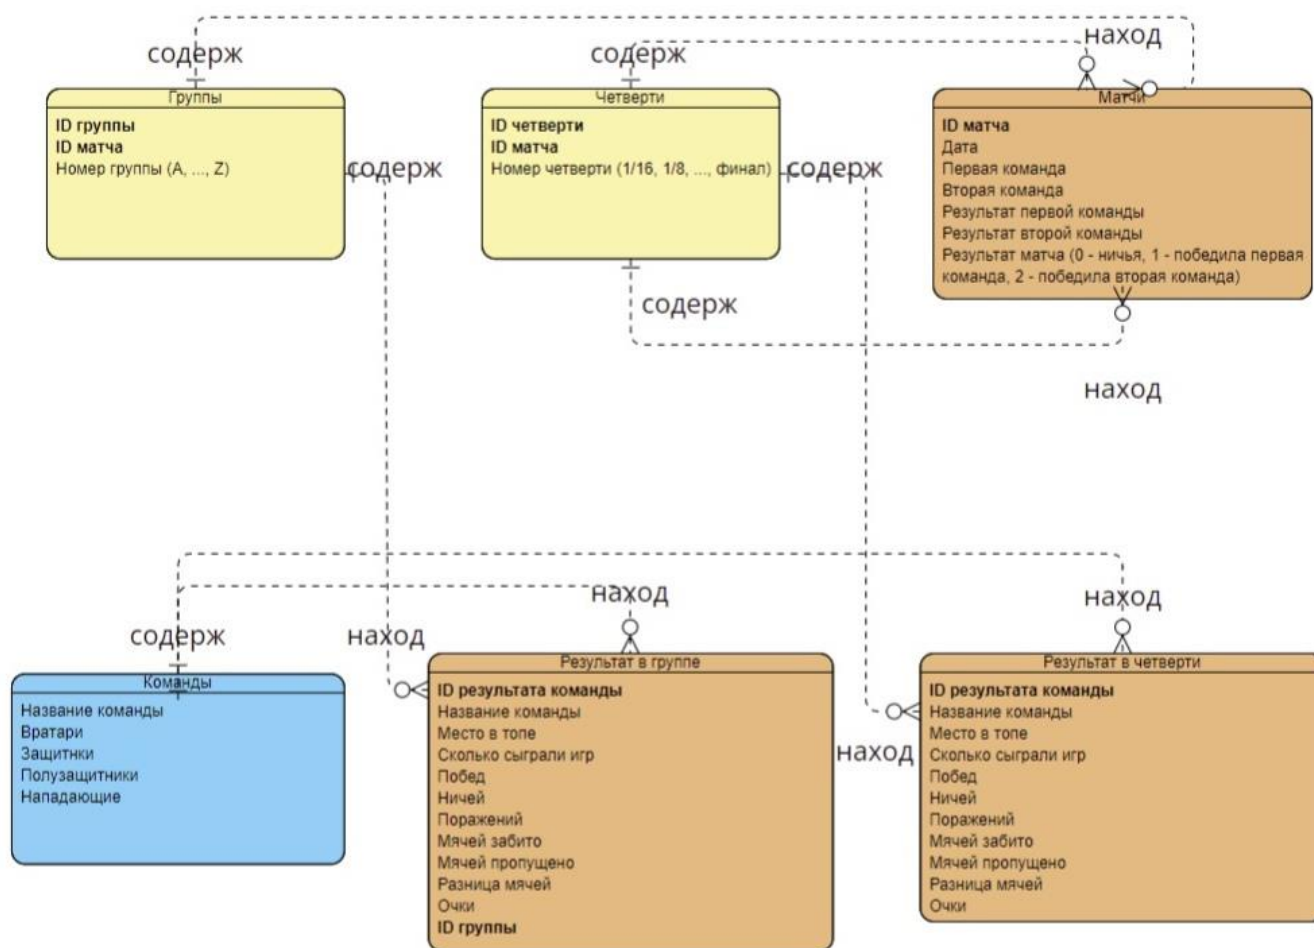 содерж
содерж
наход
Группы
ID группы
ID матча
Номер группы (A, ..., Z)
содерж
Четверти
ID четверти
ID матча
Номер четверти (1/16, 1/8, ..., финал)
содерж
Матчи
ID матча
Дата
Первая команда
Вторая команда
Результат первой команды
Результат второй команды
Результат матча (0 - ничья, 1 - победила первая
команда, 2 - победила вторая команда)
содерж
наход
содерж
наход
наход
наход
наход
Команды
Название команды
Вратари
Защитнки
Полузащитники
Нападающие
Результат в группе
ID результата команды
Название команды
Место в топе
Сколько сыграли игр
Побед
Ничей
Поражений
Мячей забито
Мячей пропущено
Разница мячей
Очки
ID группы
Результат в четверти
ID результата команды
Название команды
Место в топе
Сколько сыграли игр
Побед
Ничей
Поражений
Мячей забито
Мячей пропущено
Разница мячей
Очки